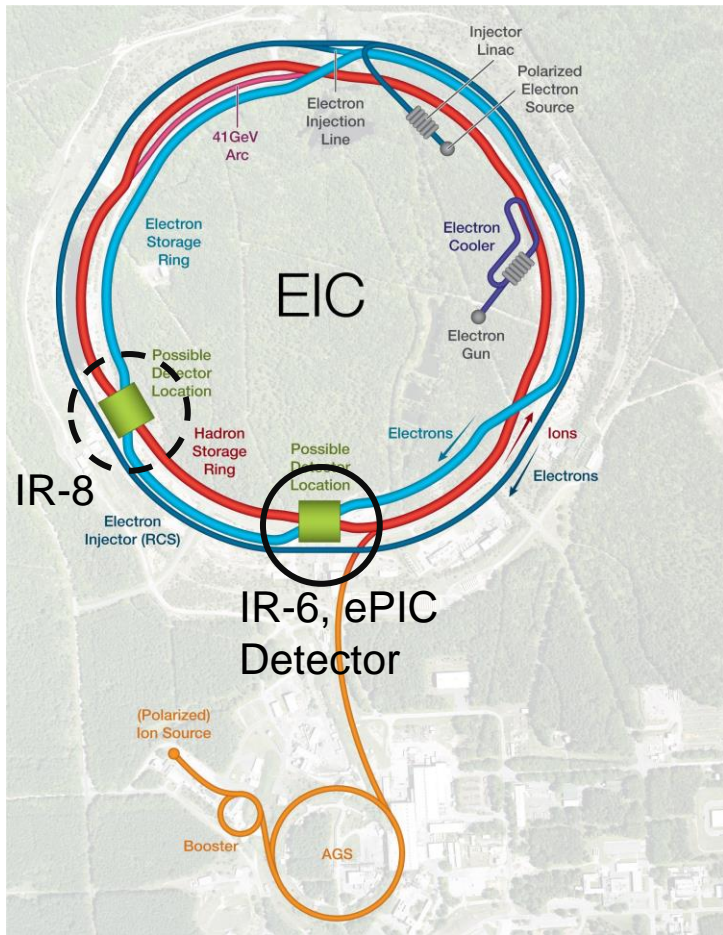 Injector
Linac
Polarized
Electron
Source
Electron
Injection
Line
41GeV
Arc
Electron
Storage
Ring
Electron
Cooler
EIC
Electron
Gun
Possible
Detector
Location
Hadron
Storage
Ring
Possible
Detector
Location
Electrons
Ions
Electrons
IR-8
Electron
Injector (RCS)
IR-6, ePIC
Detector
(Polarized)
Ion Source
Booster
AGS